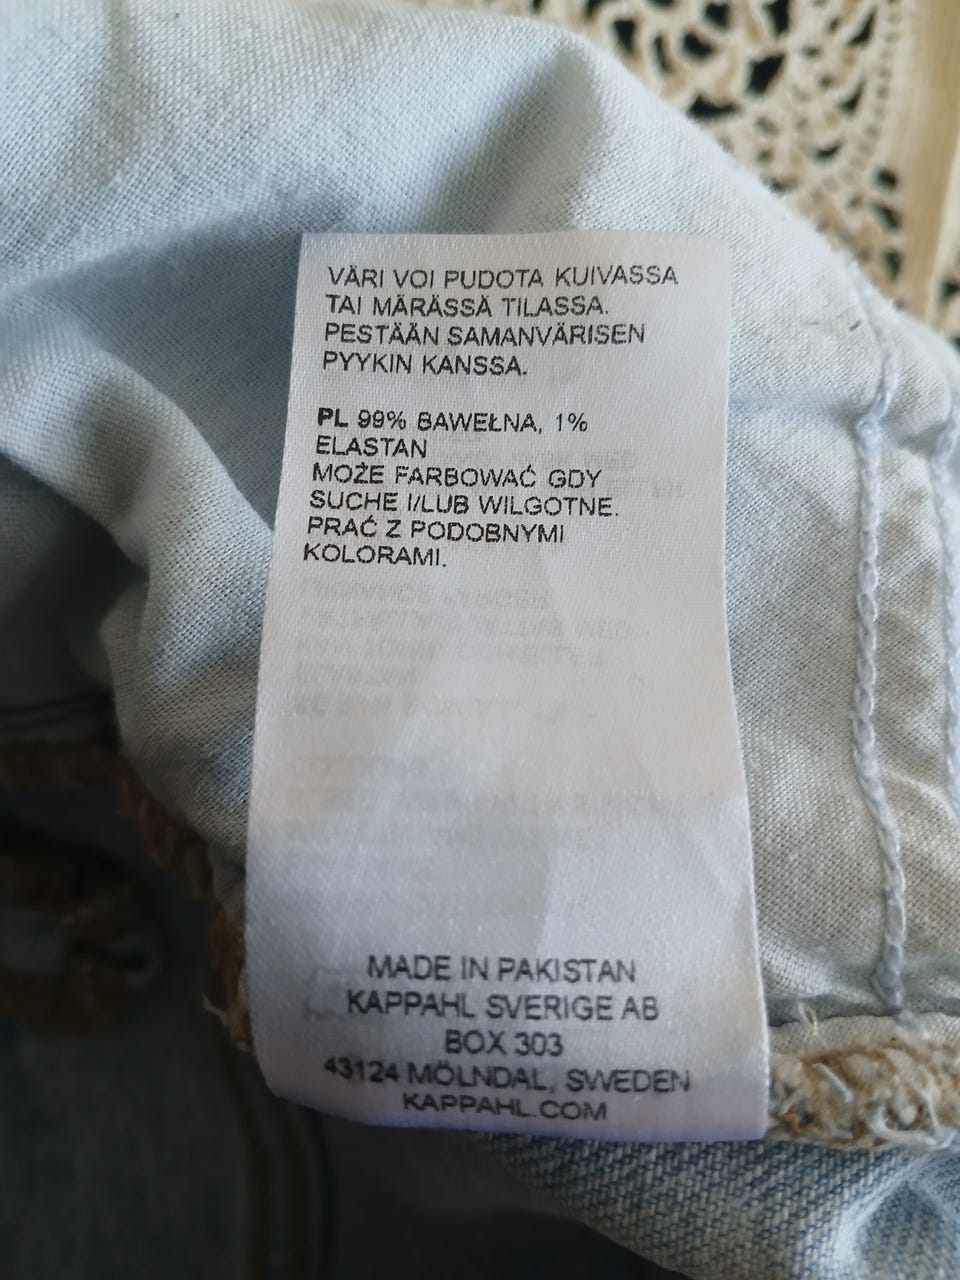 VÄRI VOI PUDOTA KUIVASSA
TAI MÄRÄSSÄ TILASSA.
PESTÄÄN SAMANVÄRISEN
PYYKIN KANSSA.
PL 99% BAWEŁNA, 1%
ELASTAN
MOŻE FARBOWAĆ GDY
SUCHE I/LUB WILGOTNE.
PRAĆ Z PODOBNYMI
KOLORAMI.
MADE IN PAKISTAN
KAPPAHL SVERIGE AB
BOX 303
43124 MÖLNDAL, SWEDEN
KAPPAHL.COM